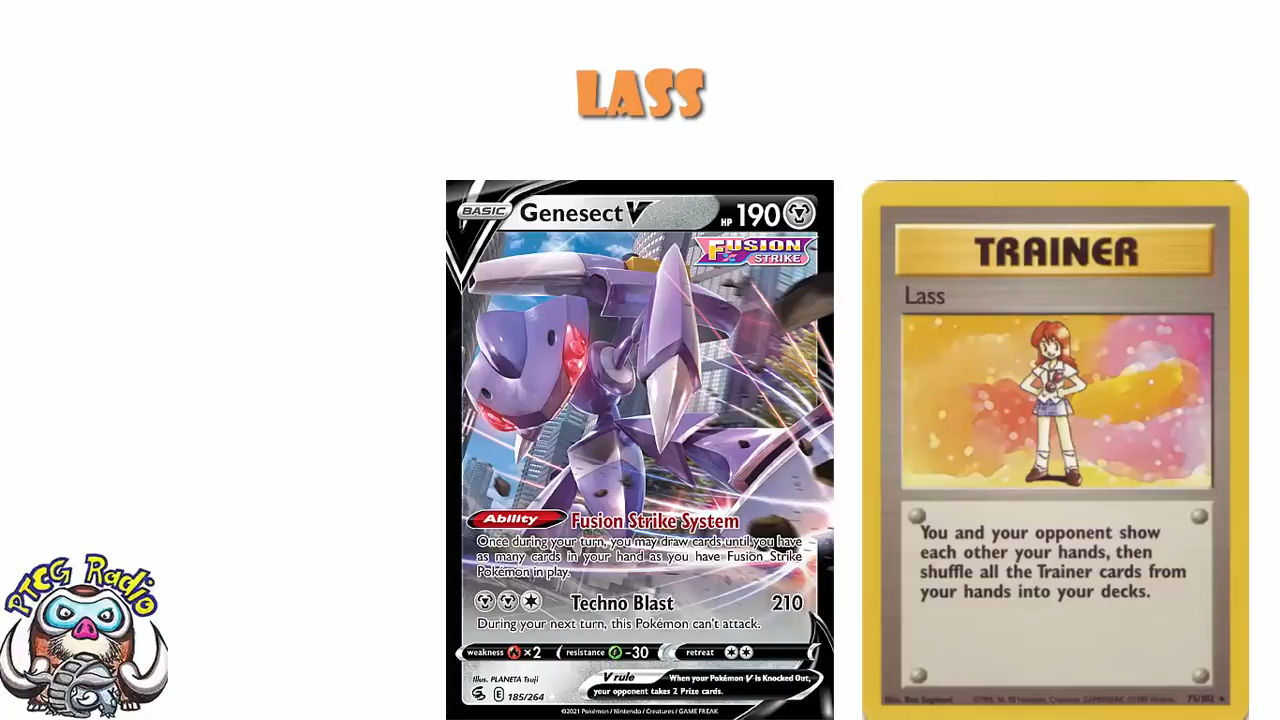 LASS
BASIC Genesect V HP 190
FUSION STRIKE
Ability Fusion Strike System
Once during your turn, you may draw cards until you have
as many cards in your hand as you have Fusion Strike
Pokémon in play.
Techno Blast 210
During your next turn, this Pokémon can't attack.
weakness ×2 resistance -30 retreat
Illus. PLANETA Tsuji
V rule When your Pokémon V is Knocked Out,
your opponent takes 2 Prize cards.
E 185/264
©2021 Pokémon / Nintendo / Creatures / GAME FREAK
TRAINER
Lass
You and your opponent show
each other your hands, then
shuffle all the Trainer cards from
your hands into your decks.
75/102
PTCG Radio